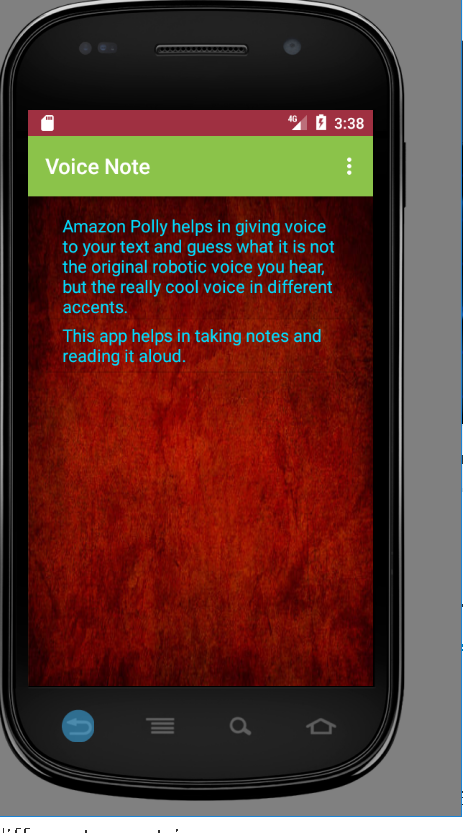 4G 3:38
Voice Note
Amazon Polly helps in giving voice
to your text and guess what it is not
the original robotic voice you hear,
but the really cool voice in different
accents.
This app helps in taking notes and
reading it aloud.